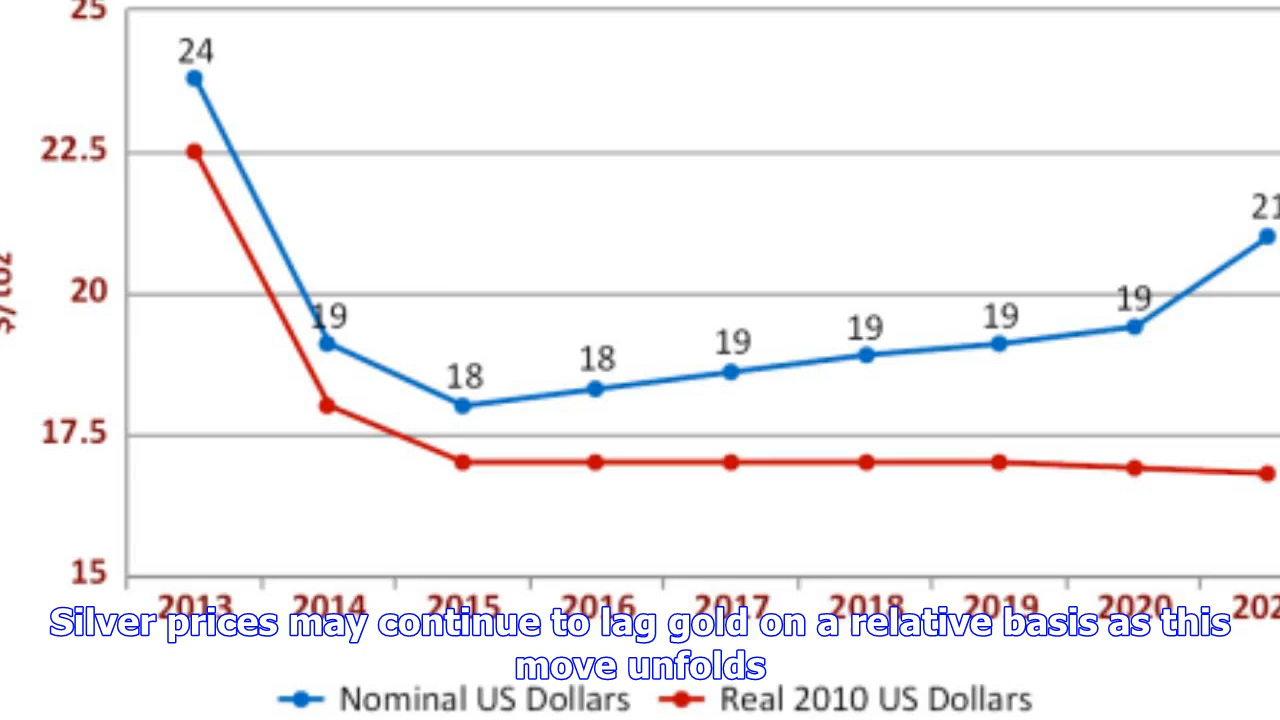 25
24
22.5
21
20
19
19
19
19
19
18
18
17.5
15
$/toz
2013 2014 2015 2016 2017 2018 2019 2020
Silver prices may continue to lag gold on a relative basis as this
move unfolds
Nominal US Dollars Real 2010 US Dollars